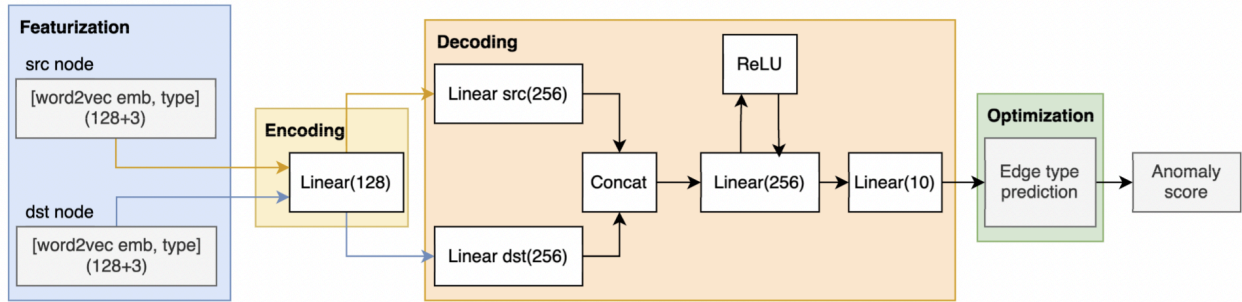 Featurization
src node
[word2vec emb, type]
(128+3)
dst node
[word2vec emb, type]
(128+3)
Encoding
Linear(128)
Decoding
Linear src(256)
Linear dst(256)
Concat
ReLU
Linear(256)
Linear(10)
Optimization
Edge type
prediction
Anomaly
score